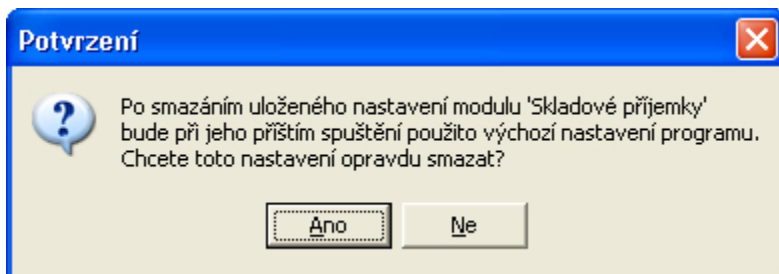 Potvrzení
Po smazáním uloženého nastavení modulu 'Skladové příjemky'
bude při jeho příštím spuštění použito výchozí nastavení programu.
Chcete toto nastavení opravdu smazat?
Ano
Ne